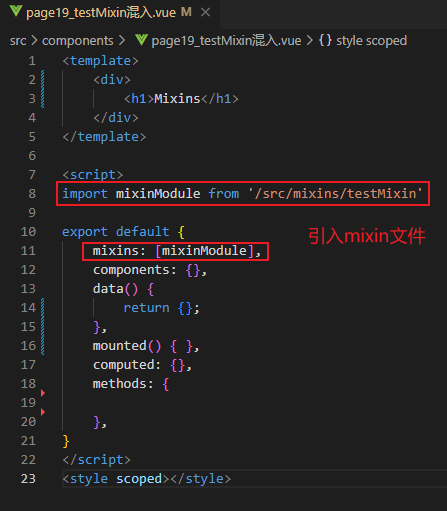 page19_testMixin混入.vue M ×
src > components > page19_testMixin混入.vue > {} style scoped
1 <template>
2 <div>
3 <h1>Mixins</h1>
4 </div>
5 </template>
6
7 <script>
8 import mixinModule from '/src/mixins/testMixin'
9
10 export default {
引入mixin文件
11 mixins: [mixinModule],
12 components: {},
13 data() {
14 return {};
15 },
16 mounted() { },
17 computed: {},
18 methods: {
19
20 },
21 }
22 </script>
23 <style scoped></style>